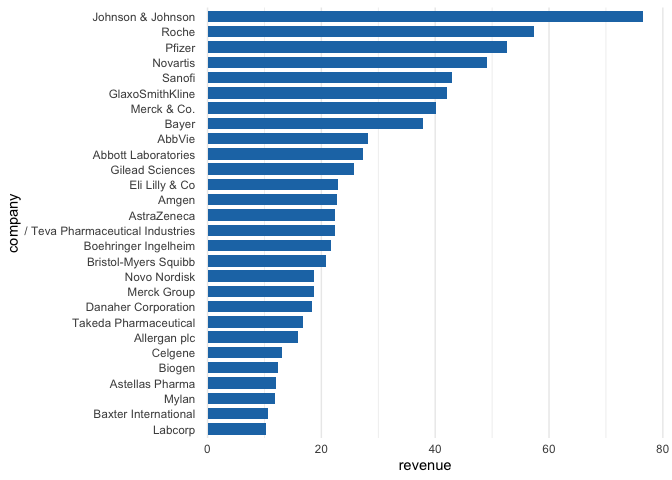 Johnson & Johnson
Roche
Pfizer
Novartis
Sanofi
GlaxoSmithKline
Merck & Co.
Bayer
AbbVie
Abbott Laboratories
Gilead Sciences
Eli Lilly & Co
Amgen
AstraZeneca
/ Teva Pharmaceutical Industries
Boehringer Ingelheim
Bristol-Myers Squibb
Novo Nordisk
Merck Group
Danaher Corporation
Takeda Pharmaceutical
Allergan plc
Celgene
Biogen
Astellas Pharma
Mylan
Baxter International
Labcorp
company
0 20 40 60 80
revenue